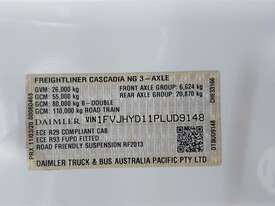 FREIGHTLINER CASCADIA NG 3-AXLE
GVM: 26,000 kg
FRONT AXLE GROUP: 6,624 kg
GCM: 55,000 kg
REAR AXLE GROUP: 20,870 kg
GCM: 80,000 kg B - DOUBLE
GCM: 110,000 kg ROAD TRAIN
DAIMLER VIN 1FVJHYD11PLUD9148
ECE R29 COMPLIANT CAB
ECE R93 FUPD FITTED
ROAD FRIENDLY SUSPENSION RF2013
DAIMLER TRUCK & BUS AUSTRALIA PACIFIC PTY LTD
DTBUD9148